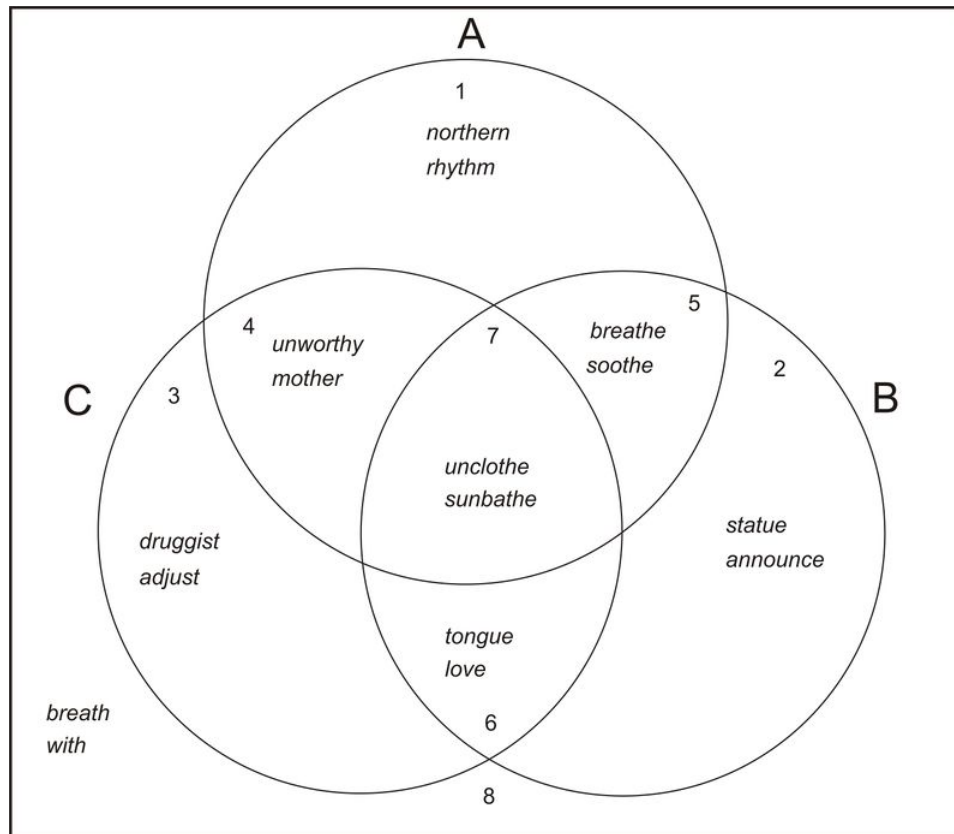 A
1
northern
rhythm
4
unworthy
mother
7
breathe
soothe
5
2
C
3
B
unclothe
sunbathe
druggist
adjust
statue
announce
tongue
love
breath
with
6
8